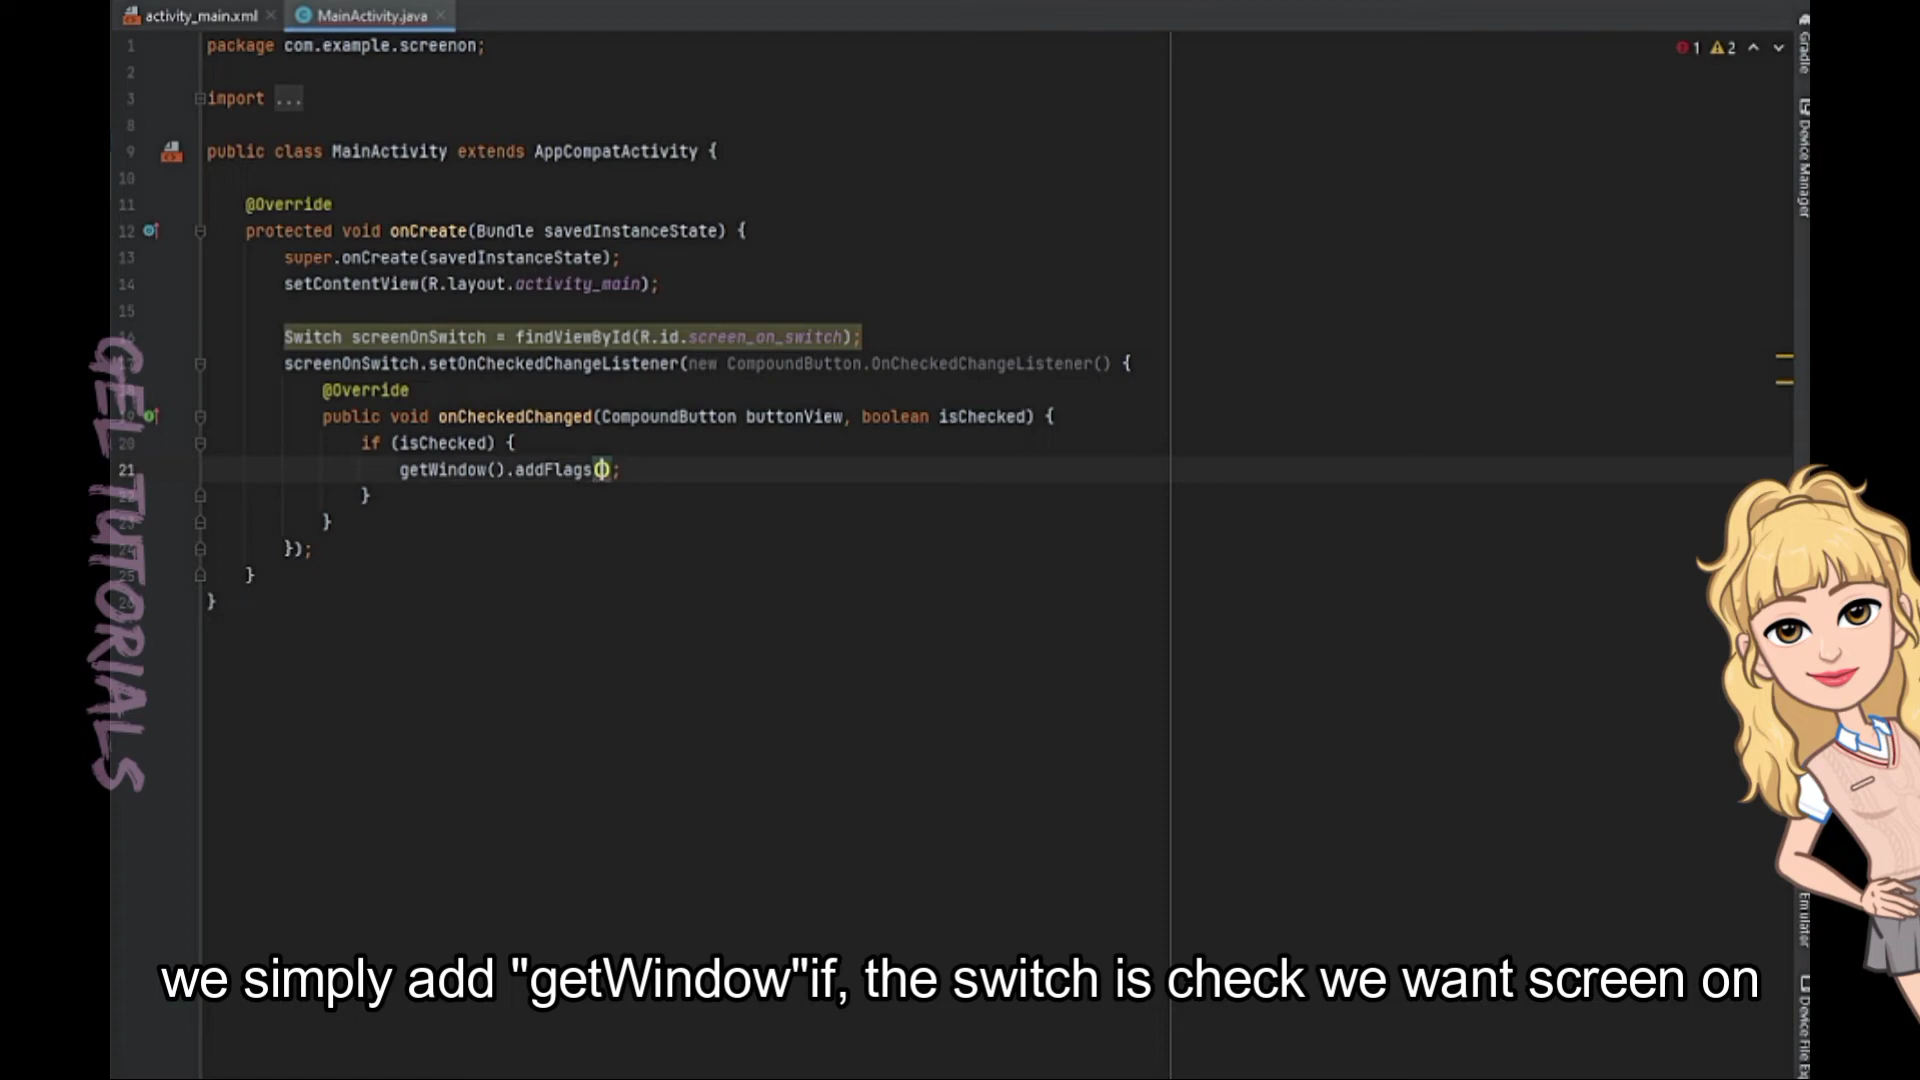 activity_main.xml
MainActivity.java
1 package com.example.screenon;
2
3 import ...
8
9 public class MainActivity extends AppCompatActivity {
10
11 @Override
12 protected void onCreate(Bundle savedInstanceState) {
13 super.onCreate(savedInstanceState);
14 setContentView(R.layout.activity_main);
15
Switch screenOnSwitch = findViewById(R.id.screen_on_switch);
screenOnSwitch.setOnCheckedChangeListener(new CompoundButton.OnCheckedChangeListener() {
@Override
public void onCheckedChanged(CompoundButton buttonView, boolean isChecked) {
20 if (isChecked) {
21 getWindow().addFlags();
}
}
});
25 }
}
1 2
Gradle
Device Manager
Emulator
Device File Ex
GEL TUTORIALS
we simply add "getWindow"if, the switch is check we want screen on